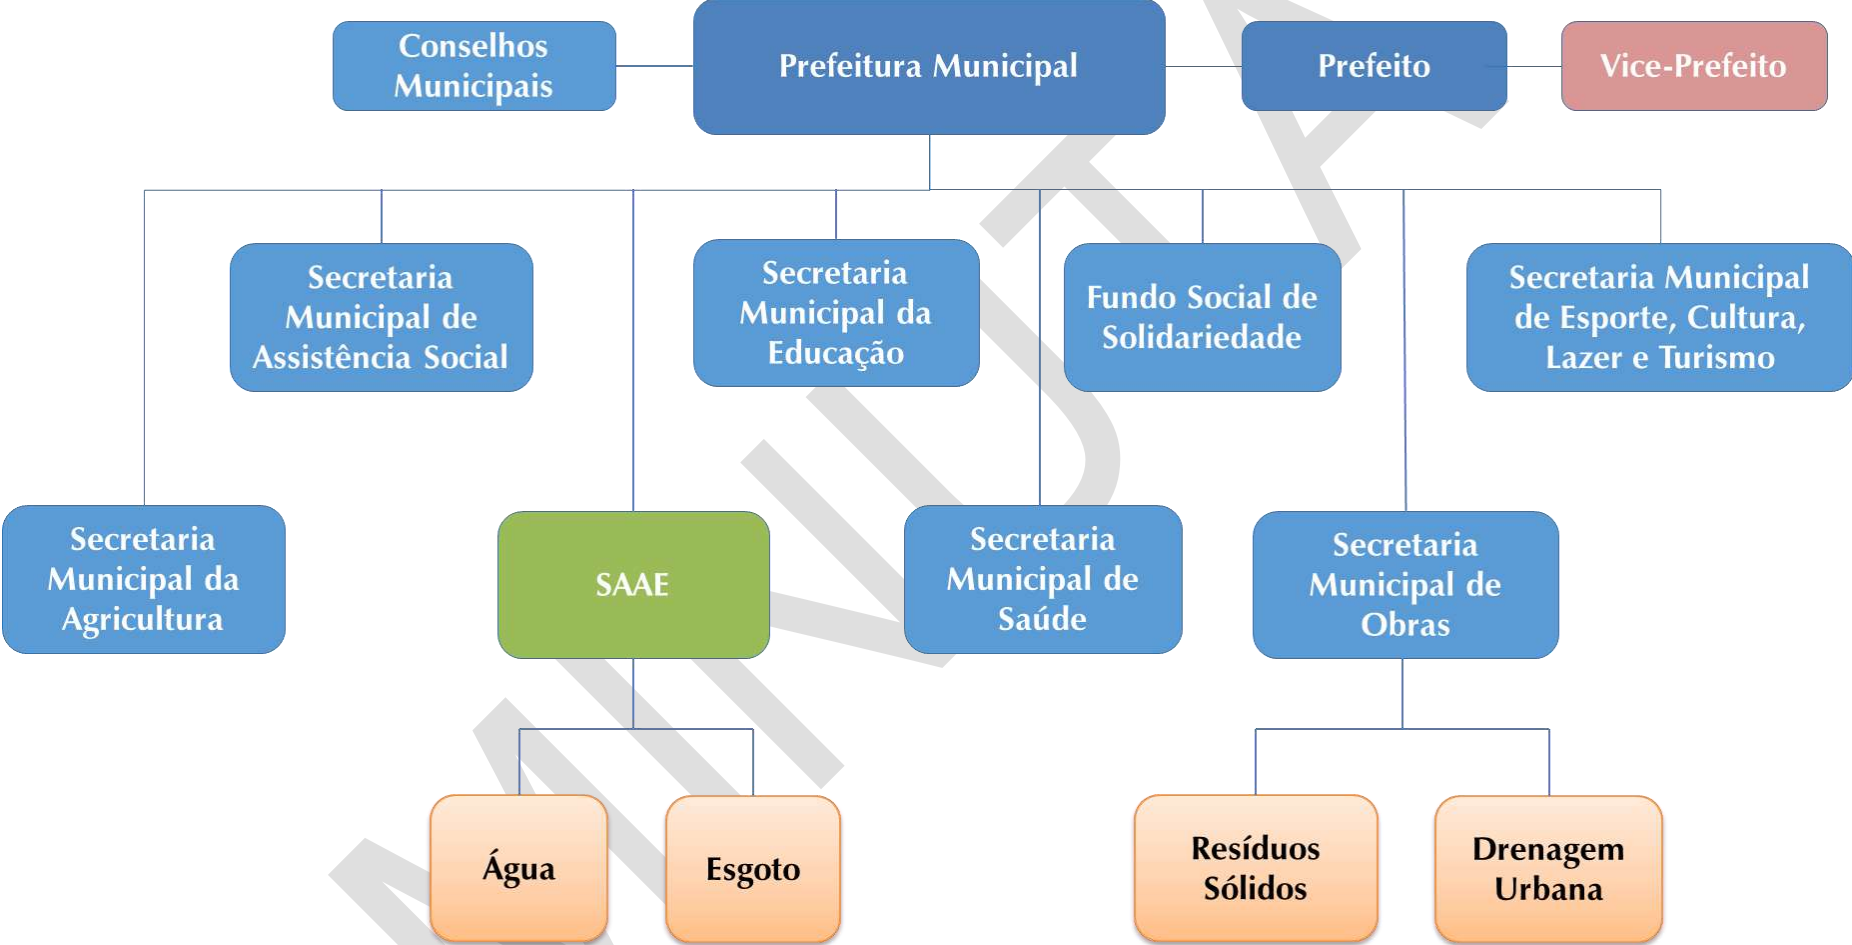 Conselhos
Municipais
Prefeitura Municipal
Prefeito
Vice-Prefeito
Secretaria
Municipal de
Assistência Social
Secretaria
Municipal da
Educação
Fundo Social de
Solidariedade
Secretaria Municipal
de Esporte, Cultura,
Lazer e Turismo
Secretaria
Municipal da
Agricultura
SAAE
Secretaria
Municipal de
Saúde
Secretaria
Municipal de
Obras
Água
Esgoto
Resíduos
Sólidos
Drenagem
Urbana
MINUTA